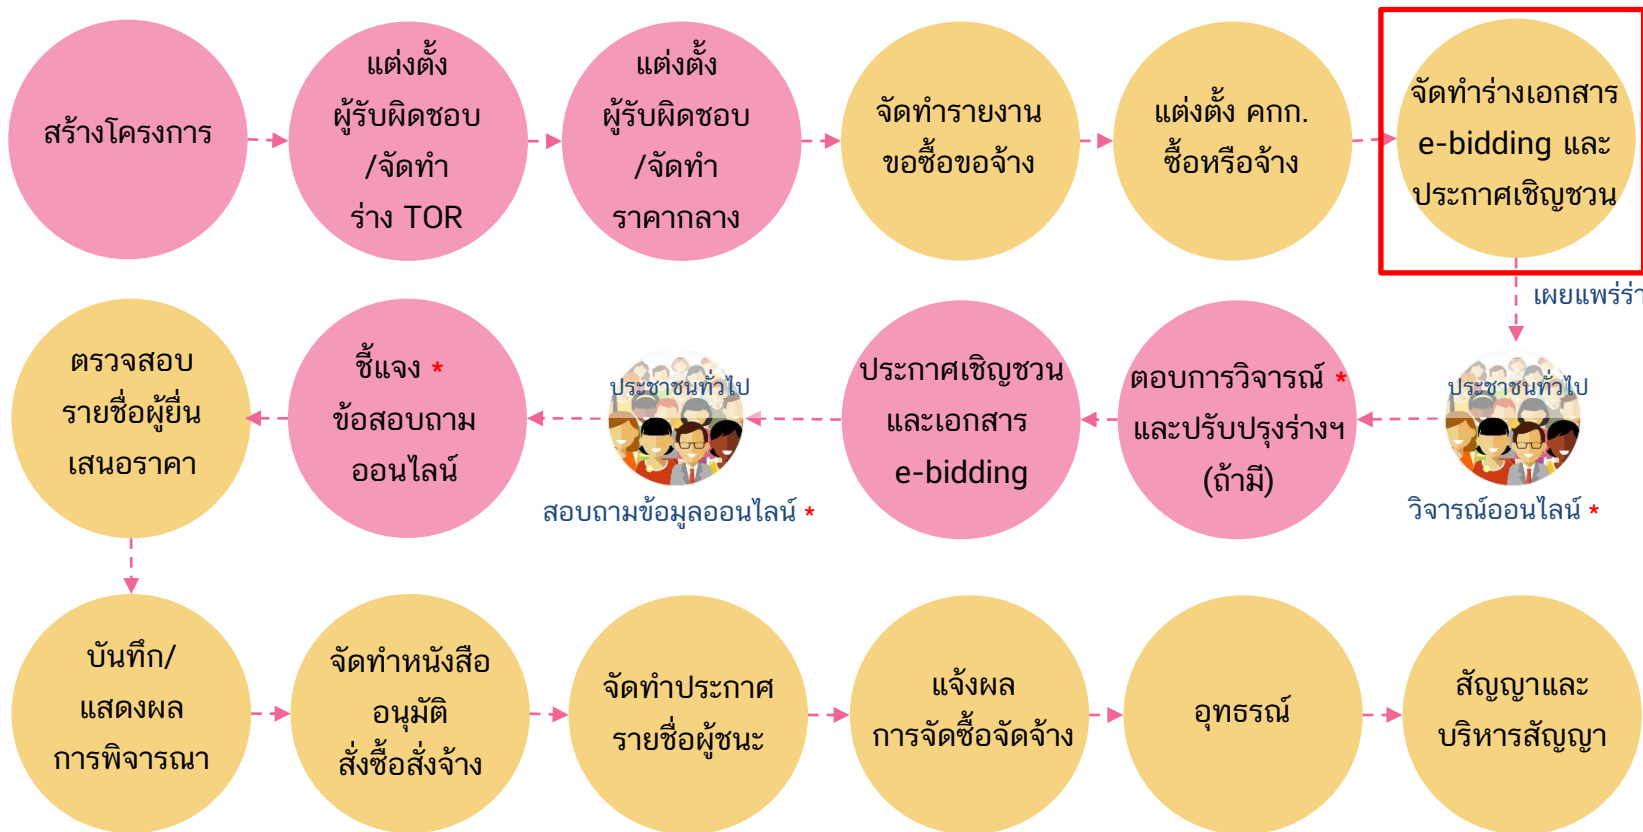 สร้างโครงการ
แต่งตั้ง
ผู้รับผิดชอบ
/จัดทำ
ร่าง TOR
แต่งตั้ง
ผู้รับผิดชอบ
/จัดทำ
ราคากลาง
จัดทำรายงาน
ขอซื้อขอจ้าง
แต่งตั้ง คกก.
ซื้อหรือจ้าง
จัดทำร่างเอกสาร
e-bidding และ
ประกาศเชิญชวน
เผยแพร่ร่า
ประชาชนทั่วไป
วิจารณ์ออนไลน์ *
ตอบการวิจารณ์ *
และปรับปรุงร่างฯ
(ถ้ามี)
ประกาศเชิญชวน
และเอกสาร
e-bidding
ประชาชนทั่วไป
สอบถามข้อมูลออนไลน์ *
ชี้แจง *
ข้อสอบถาม
ออนไลน์
ตรวจสอบ
รายชื่อผู้ยื่น
เสนอราคา
บันทึก/
แสดงผล
การพิจารณา
จัดทำหนังสือ
อนุมัติ
สั่งซื้อสั่งจ้าง
จัดทำประกาศ
รายชื่อผู้ชนะ
แจ้งผล
การจัดซื้อจัดจ้าง
อุทธรณ์
สัญญาและ
บริหารสัญญา